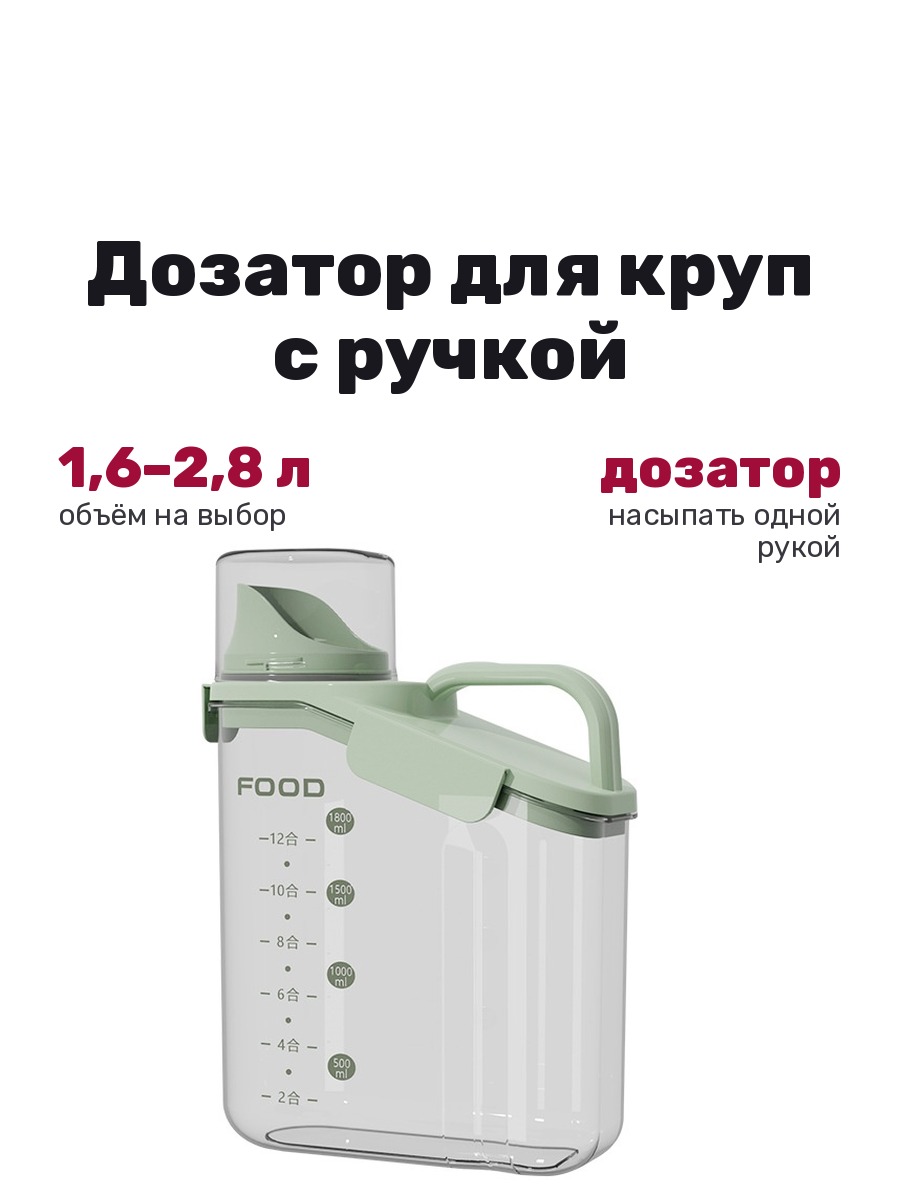 Дозатор для круп
с ручкой
1,6–2,8 л
объём на выбор
дозатор
насыпать одной
рукой
FOOD
1800
ml
12合
10合
1500
ml
8合
1000
ml
6合
4合
500
ml
2合